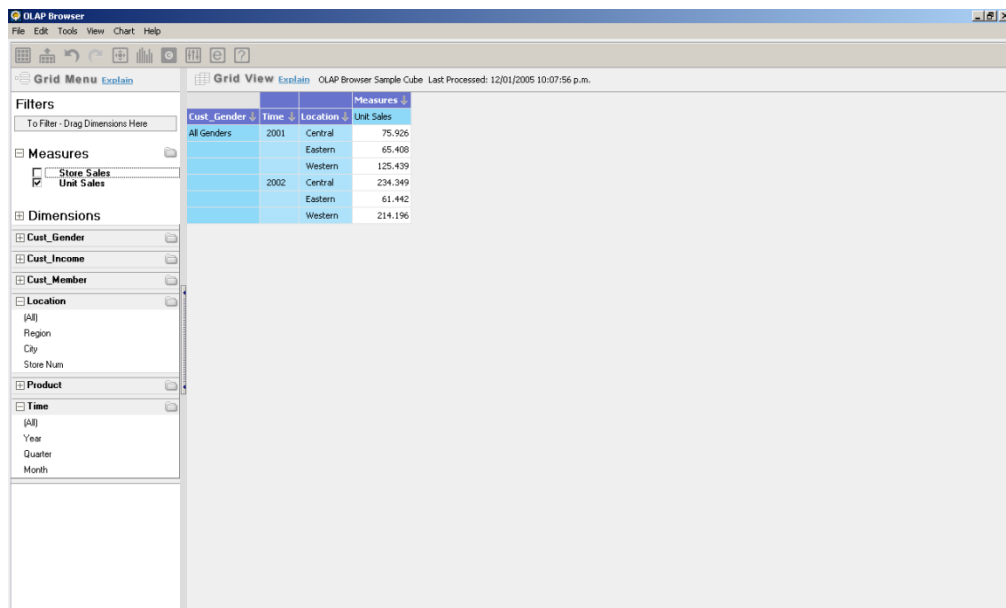 OLAP Browser
File Edit Tools View Chart Help
Grid Menu Explain
Grid View Explain OLAP Browser Sample Cube Last Processed: 12/01/2005 10:07:56 p.m.
Filters
To Filter - Drag Dimensions Here
Measures
Store Sales
Unit Sales
Dimensions
Cust_Gender
Cust_Income
Cust_Member
Location
(All)
Region
City
Store Num
Product
Time
(All)
Year
Quarter
Month
Measures
Cust_Gender Time Location Unit Sales
All Genders 2001 Central 75.926
Eastern 65.408
Western 125.439
2002 Central 234.349
Eastern 61.442
Western 214.196